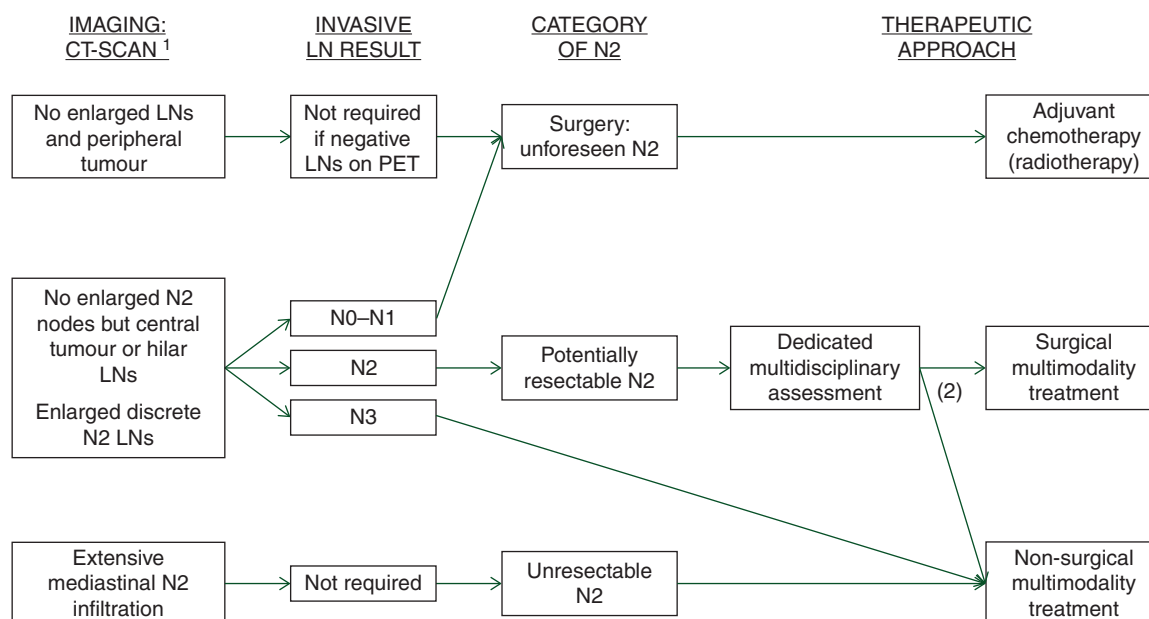 IMAGING:
CT-SCAN 1
INVASIVE
LN RESULT
CATEGORY
OF N2
THERAPEUTIC
APPROACH
No enlarged LNs
and peripheral
tumour
Not required
if negative
LNs on PET
Surgery:
unforeseen N2
Adjuvant
chemotherapy
(radiotherapy)
No enlarged N2
nodes but central
tumour or hilar
LNs
Enlarged discrete
N2 LNs
N0–N1
N2
N3
Potentially
resectable N2
Dedicated
multidisciplinary
assessment
(2)
Surgical
multimodality
treatment
Extensive
mediastinal N2
infiltration
Not required
Unresectable
N2
Non-surgical
multimodality
treatment